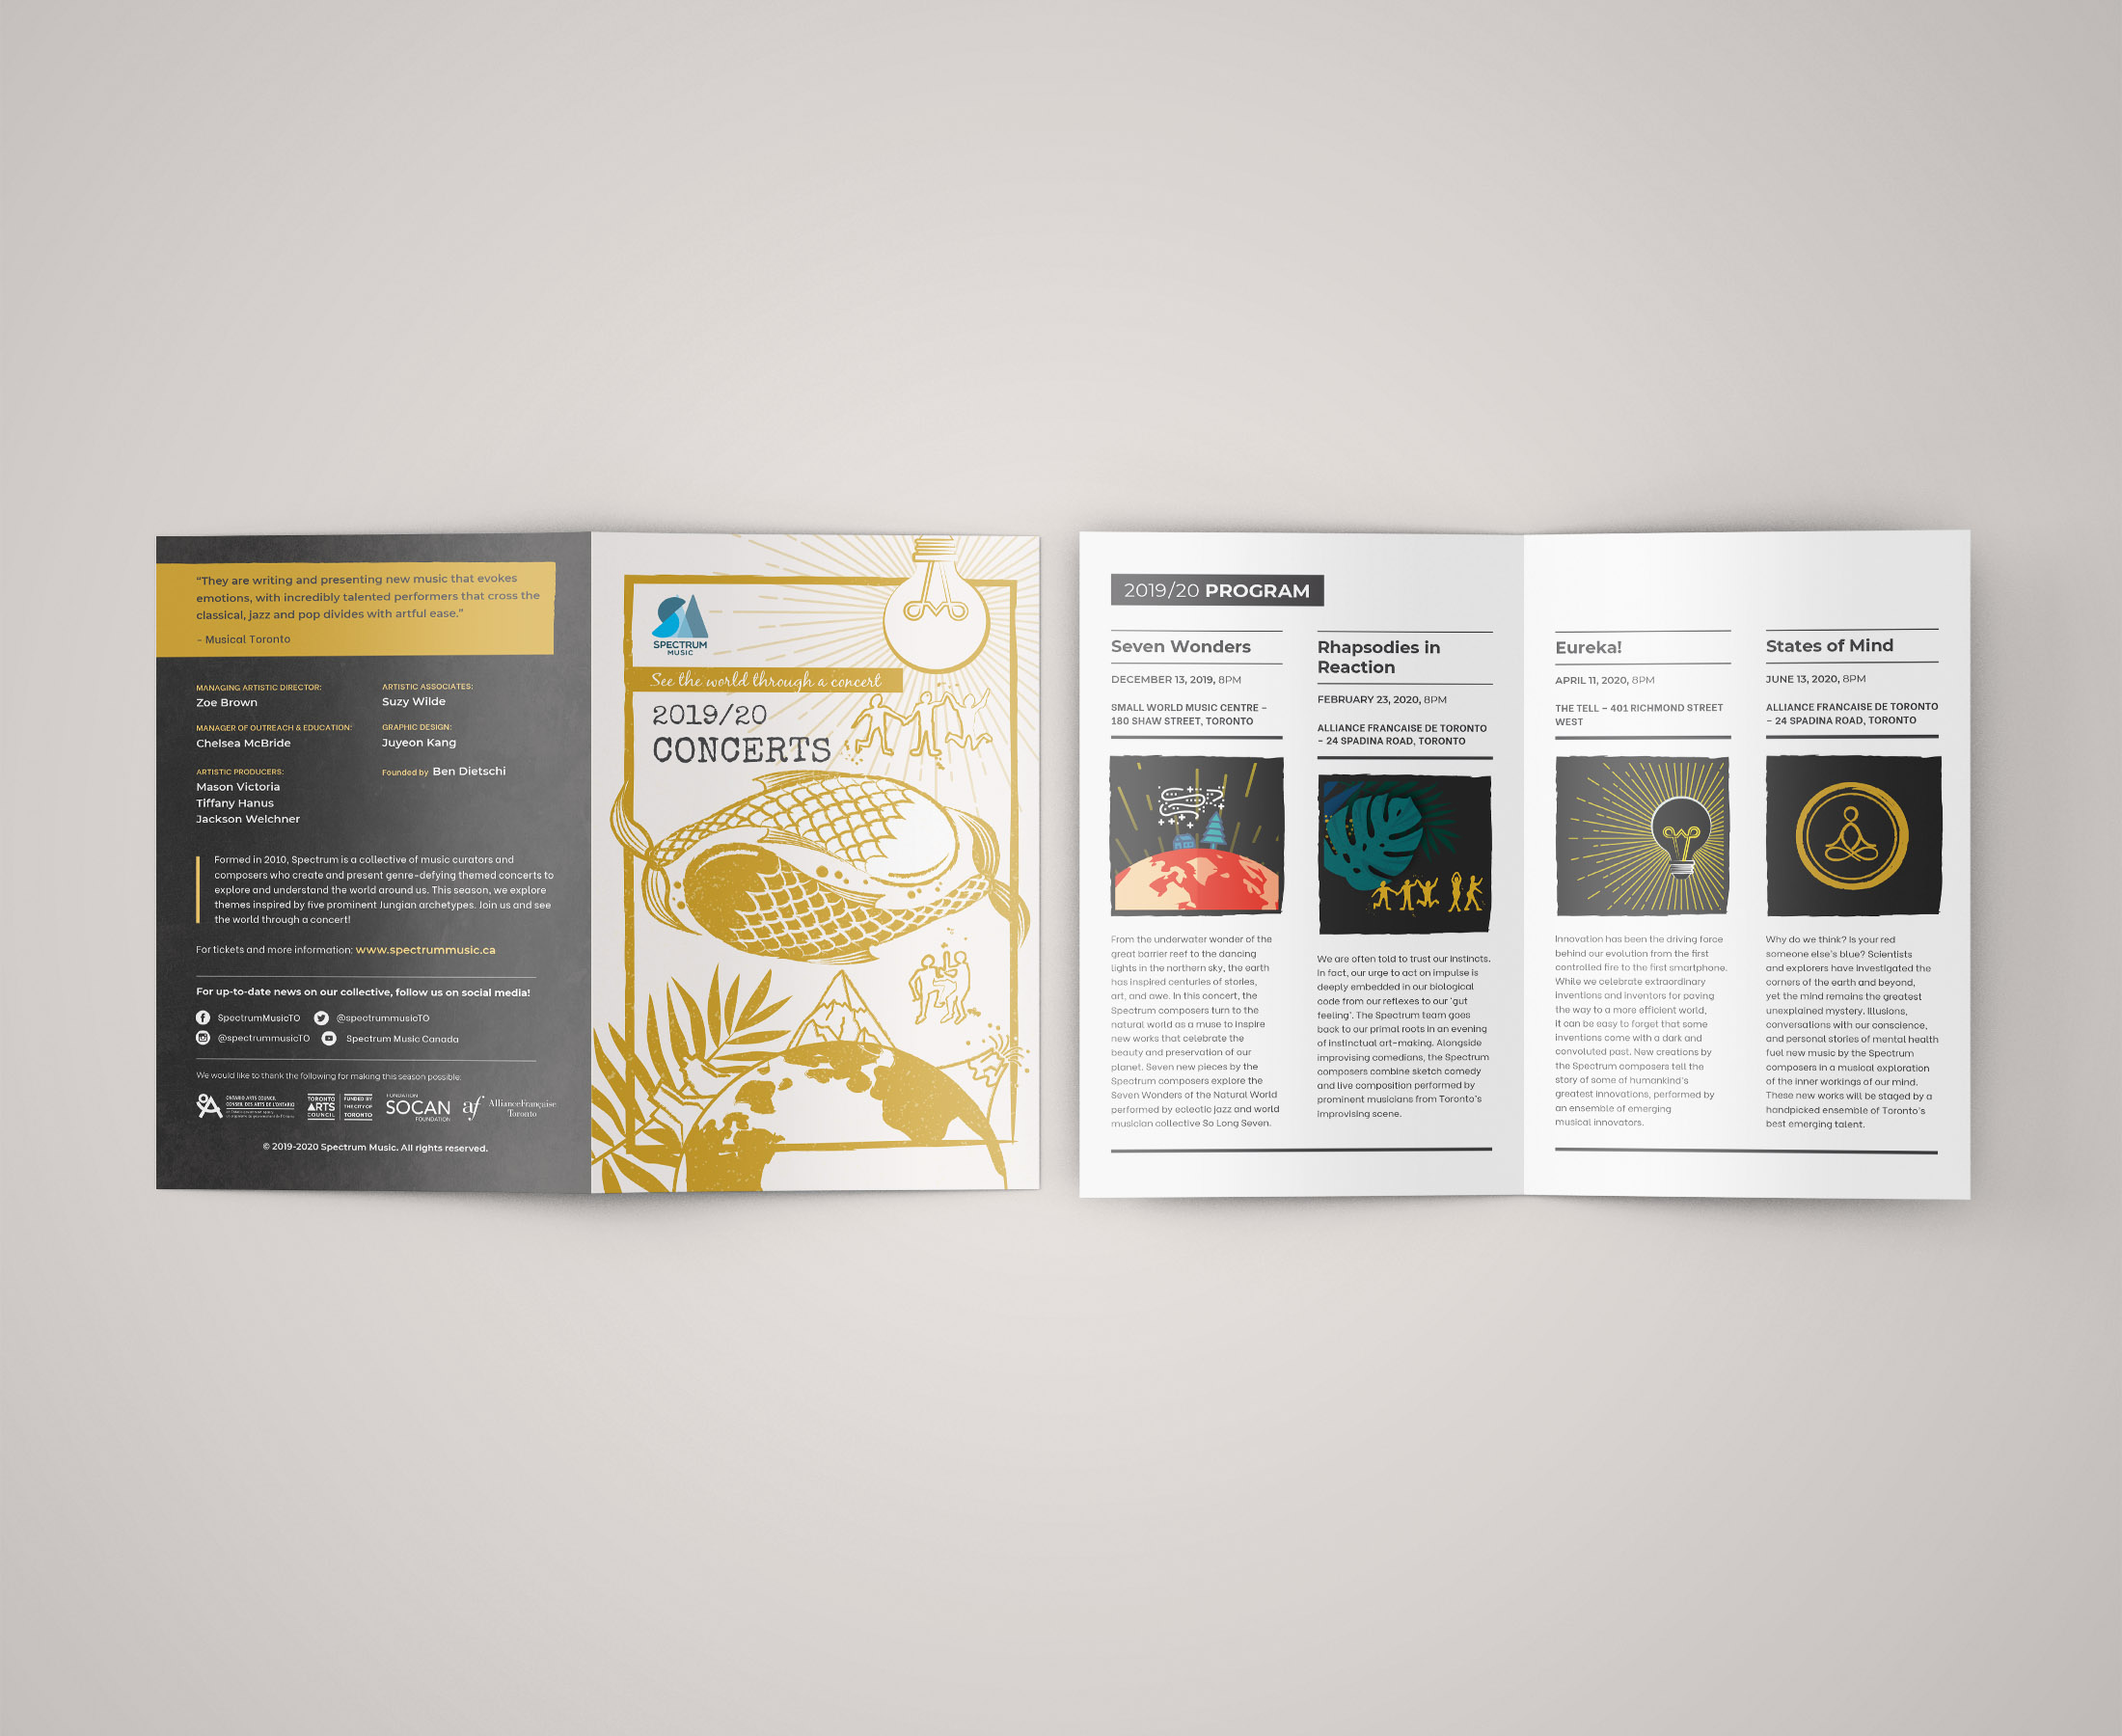 “They are writing and presenting new music that evokes
emotions, with incredibly talented performers that cross the
classical, jazz and pop divides with artful ease.”
– Musical Toronto
MANAGING ARTISTIC DIRECTOR:
Zoe Brown
MANAGER OF OUTREACH & EDUCATION:
Chelsea McBride
ARTISTIC PRODUCERS:
Mason Victoria
Tiffany Hanus
Jackson Welchner
ARTISTIC ASSOCIATES:
Suzy Wilde
GRAPHIC DESIGN:
Juyeon Kang
Founded by Ben Dietschi
Formed in 2010, Spectrum is a collective of music curators and
composers who create and present genre-defying themed concerts to
explore and understand the world around us. This season, we explore
themes inspired by five prominent Jungian archetypes. Join us and see
the world through a concert!
For tickets and more information: www.spectrummusic.ca
For up-to-date news on our collective, follow us on social media!
SpectrumMusicTO @spectrummusicTO
@spectrummusicTO Spectrum Music Canada
We would like to thank the following for making this season possible:
ONTARIO ARTS COUNCIL
CONSEIL DES ARTS DE L'ONTARIO
TORONTO
ARTS
COUNCIL
FUNDED BY
THE CITY OF
TORONTO
FONDATION
SOCAN
FOUNDATION
af AllianceFrançaise
Toronto
© 2019-2020 Spectrum Music. All rights reserved.
SPECTRUM
MUSIC
See the world through a concert
2019/20
CONCERTS
2019/20 PROGRAM
Seven Wonders
DECEMBER 13, 2019, 8PM
SMALL WORLD MUSIC CENTRE –
180 SHAW STREET, TORONTO
From the underwater wonder of the
great barrier reef to the dancing
lights in the northern sky, the earth
has inspired centuries of stories,
art, and awe. In this concert, the
Spectrum composers turn to the
natural world as a muse to inspire
new works that celebrate the
beauty and preservation of our
planet. Seven new pieces by the
Spectrum composers explore the
Seven Wonders of the Natural World
performed by eclectic jazz and world
musician collective So Long Seven.
Rhapsodies in
Reaction
FEBRUARY 23, 2020, 8PM
ALLIANCE FRANCAISE DE TORONTO
– 24 SPADINA ROAD, TORONTO
We are often told to trust our instincts.
In fact, our urge to act on impulse is
deeply embedded in our biological
code from our reflexes to our ‘gut
feeling’. The Spectrum team goes
back to our primal roots in an evening
of instinctual art-making. Alongside
improvising comedians, the Spectrum
composers combine sketch comedy
and live composition performed by
prominent musicians from Toronto’s
improvising scene.
Eureka!
APRIL 11, 2020, 8PM
THE TELL – 401 RICHMOND STREET
WEST
Innovation has been the driving force
behind our evolution from the first
controlled fire to the first smartphone.
While we celebrate extraordinary
inventions and inventors for paving
the way to a more efficient world,
it can be easy to forget that some
inventions come with a dark and
convoluted past. New creations by
the Spectrum composers tell the
story of some of humankind’s
greatest innovations, performed by
an ensemble of emerging
musical innovators.
States of Mind
JUNE 13, 2020, 8PM
ALLIANCE FRANCAISE DE TORONTO
– 24 SPADINA ROAD, TORONTO
Why do we think? Is your red
someone else’s blue? Scientists
and explorers have investigated the
corners of the earth and beyond,
yet the mind remains the greatest
unexplained mystery. Illusions,
conversations with our conscience,
and personal stories of mental health
fuel new music by the Spectrum
composers in a musical exploration
of the inner workings of our mind.
These new works will be staged by a
handpicked ensemble of Toronto’s
best emerging talent.